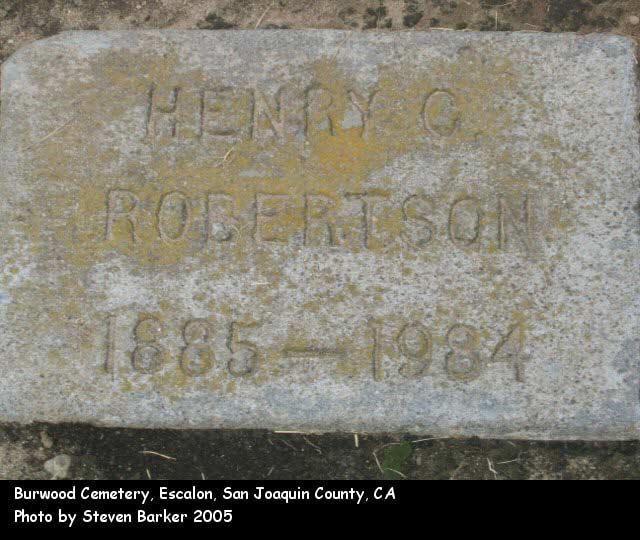 HENRY C.
ROBERTSON
1885 — 1984
Burwood Cemetery, Escalon, San Joaquin County, CA
Photo by Steven Barker 2005